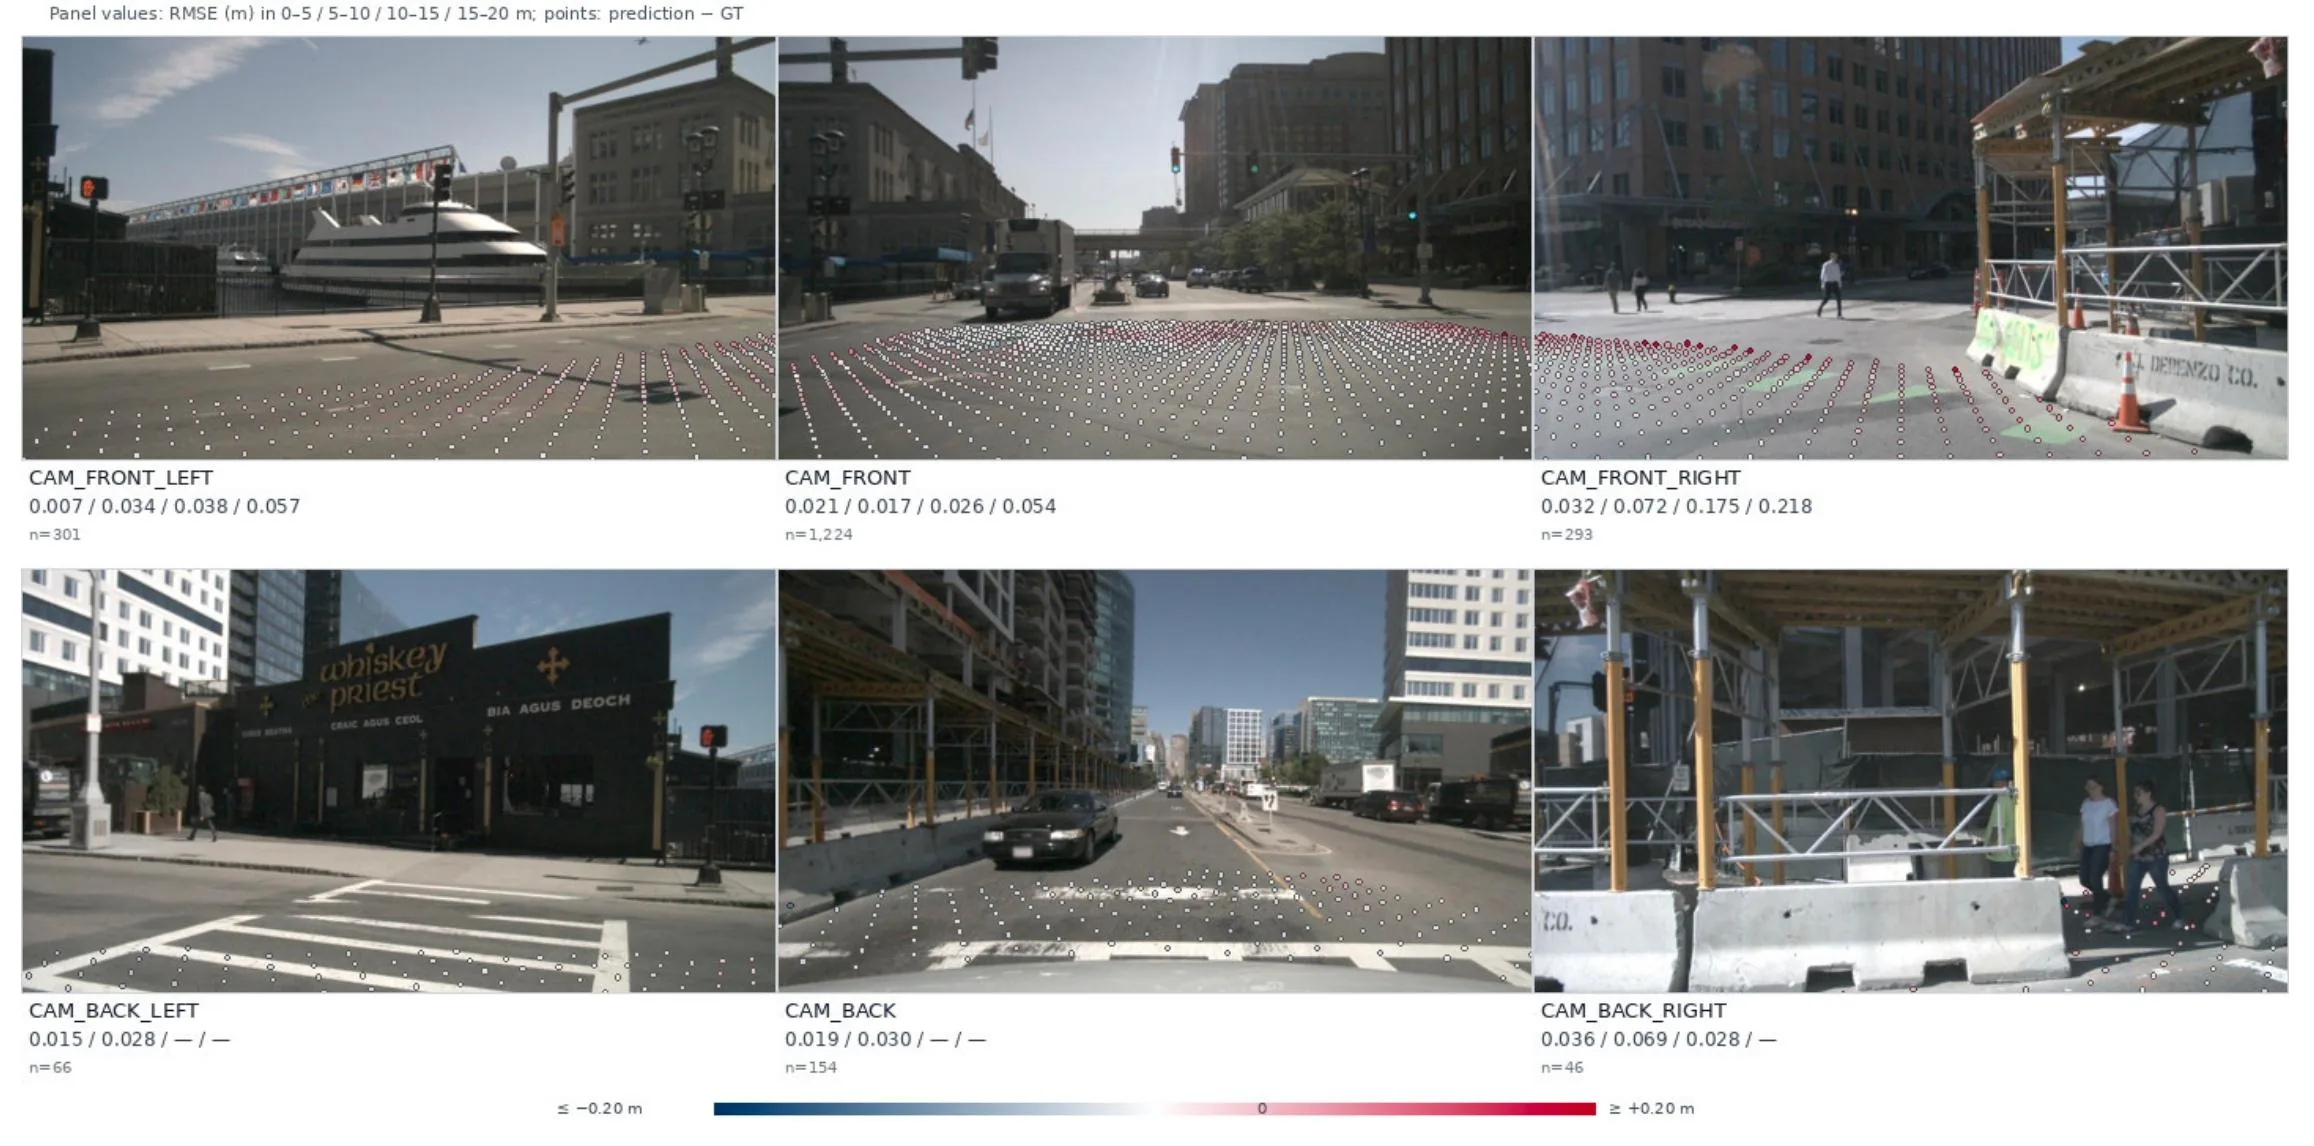 Panel values: RMSE (m) in 0–5 / 5–10 / 10–15 / 15–20 m; points: prediction − GT
DERENZO CO.
CAM_FRONT_LEFT
0.007 / 0.034 / 0.038 / 0.057
n=301
CAM_FRONT
0.021 / 0.017 / 0.026 / 0.054
n=1,224
CAM_FRONT_RIGHT
0.032 / 0.072 / 0.175 / 0.218
n=293
whiskey
priest
CRAIC AGUS CEOL
BIA AGUS DEOCH
CO.
CAM_BACK_LEFT
0.015 / 0.028 / — / —
n=66
CAM_BACK
0.019 / 0.030 / — / —
n=154
CAM_BACK_RIGHT
0.036 / 0.069 / 0.028 / —
n=46
≤ −0.20 m
0
≥ +0.20 m